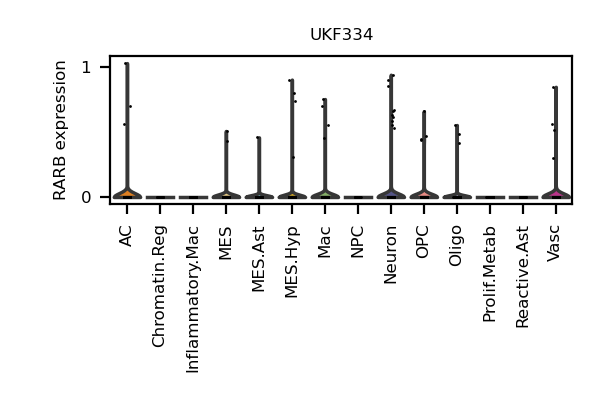 UKF334
RARB expression
1
0
AC
Chromatin.Reg
Inflammatory.Mac
MES
MES.Ast
MES.Hyp
Mac
NPC
Neuron
OPC
Oligo
Prolif.Metab
Reactive.Ast
Vasc